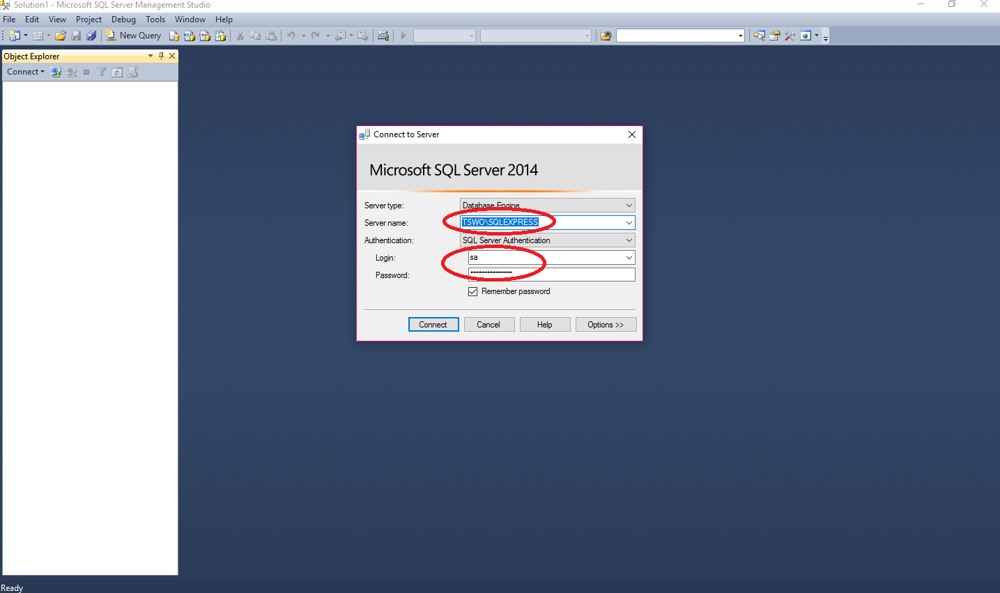 Solution1 - Microsoft SQL Server Management Studio
File Edit View Project Debug Tools Window Help
New Query
Object Explorer
Connect
Connect to Server
Microsoft SQL Server 2014
Server type: Database Engine
Server name: TSWO\SQLEXPRESS
Authentication: SQL Server Authentication
Login: sa
Password: ***************
Remember password
Connect Cancel Help Options >>
Ready